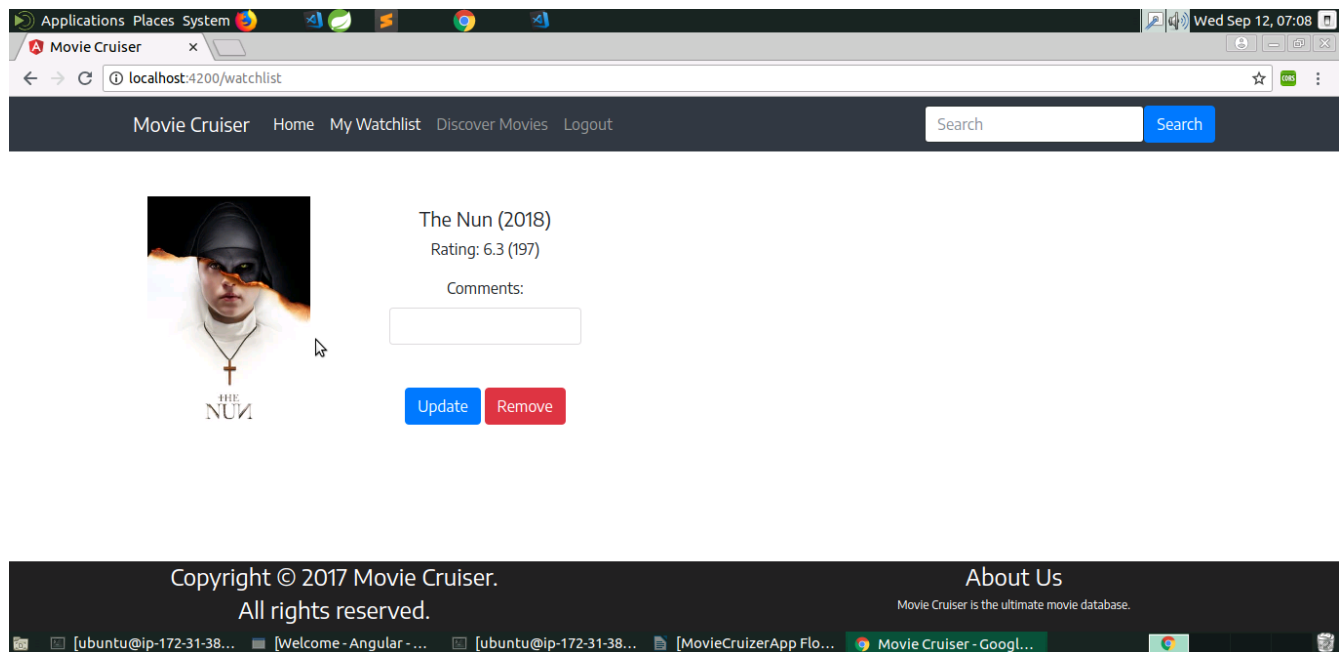 Applications Places System Wed Sep 12, 07:08
Movie Cruiser ×
localhost:4200/watchlist CORS
Movie Cruiser Home My Watchlist Discover Movies Logout Search Search
The Nun (2018)
Rating: 6.3 (197)
Comments:
THE
NUN
Update Remove
Copyright © 2017 Movie Cruiser.
All rights reserved.
About Us
Movie Cruiser is the ultimate movie database.
[ubuntu@ip-172-31-38... [Welcome - Angular - ... [ubuntu@ip-172-31-38... [MovieCruizerApp Flo... Movie Cruiser - Googl...